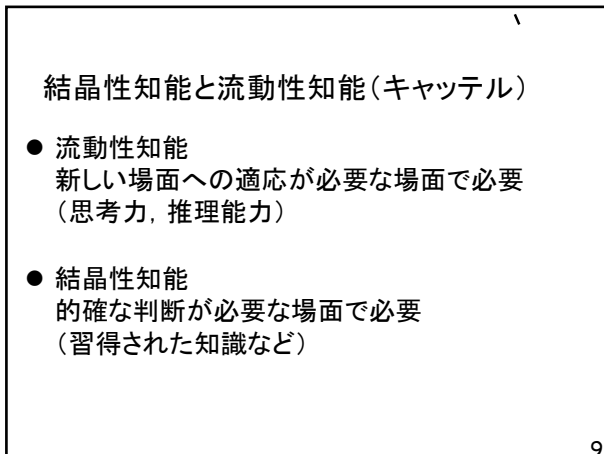 結晶性知能と流動性知能(キャッテル)
● 流動性知能
新しい場面への適応が必要な場面で必要
(思考力, 推理能力)
● 結晶性知能
的確な判断が必要な場面で必要
(習得された知識など)
9